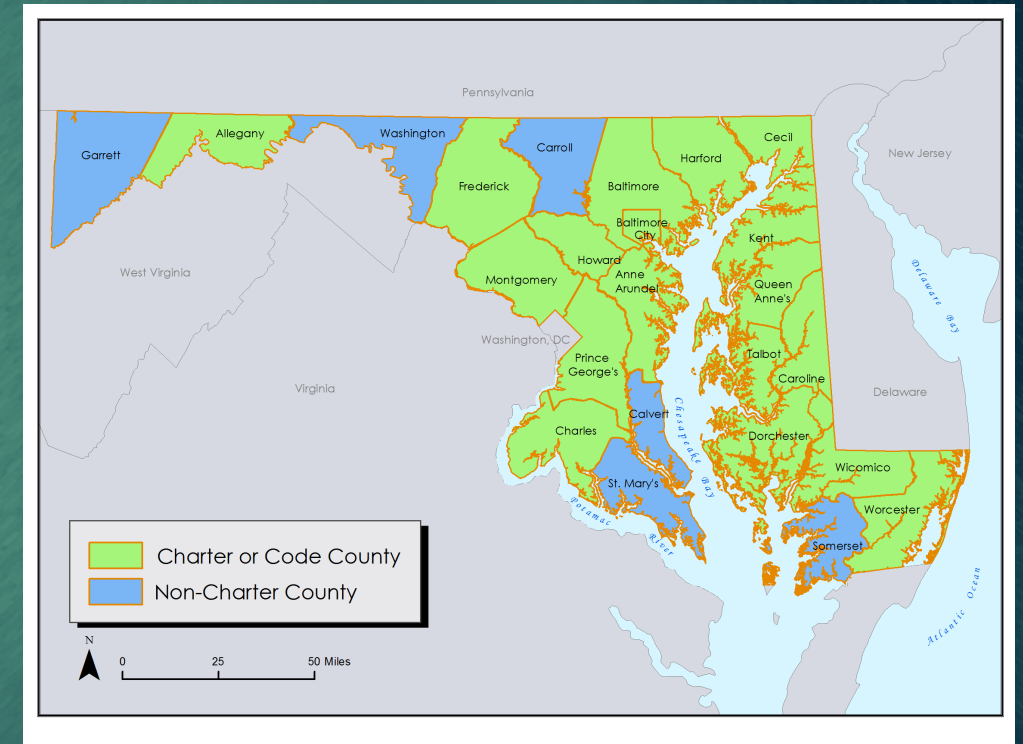 Pennsylvania
New Jersey
Garrett
Allegany
Washington
Carroll
Cecil
Harford
Frederick
Baltimore
Baltimore
City
Kent
Howard
Anne
Arundel
Montgomery
Queen
Anne's
West Virginia
Delaware Bay
Washington, DC
Prince
George's
Talbot
Caroline
Virginia
Delaware
Calvert
Chesapeake Bay
Charles
Dorchester
Wicomico
St. Mary's
Potamac River
Worcester
Somerset
Atlantic Ocean
Charter or Code County
Non-Charter County
N
0 25 50 Miles